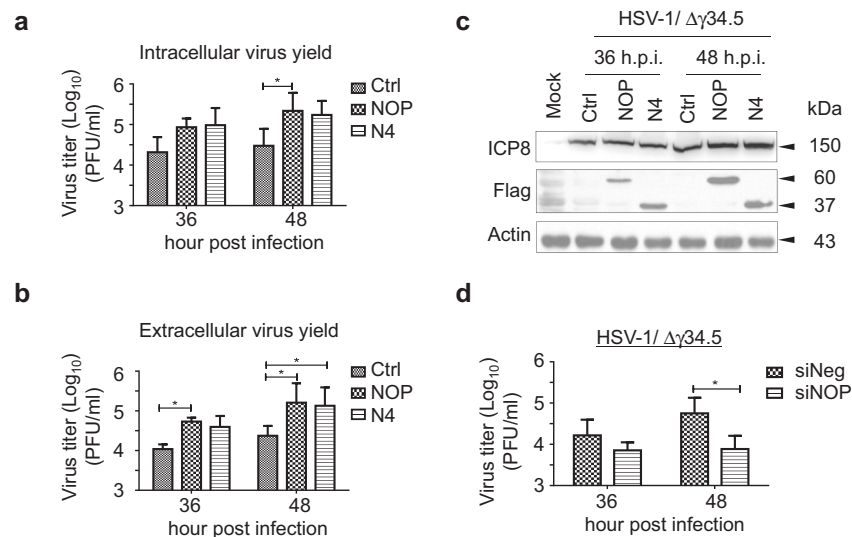 a
Intracellular virus yield
Virus titer (Log10)
(PFU/ml)
6
5
4
3
36
48
hour post infection
*
Ctrl
NOP
N4
b
Extracellular virus yield
Virus titer (Log10)
(PFU/ml)
6
5
4
3
36
48
hour post infection
*
*
*
Ctrl
NOP
N4
c
HSV-1/ Δγ34.5
36 h.p.i.
48 h.p.i.
Mock
Ctrl
NOP
N4
Ctrl
NOP
N4
kDa
ICP8
150
Flag
60
37
Actin
43
d
HSV-1/ Δγ34.5
Virus titer (Log10)
(PFU/ml)
6
5
4
3
36
48
hour post infection
*
siNeg
siNOP